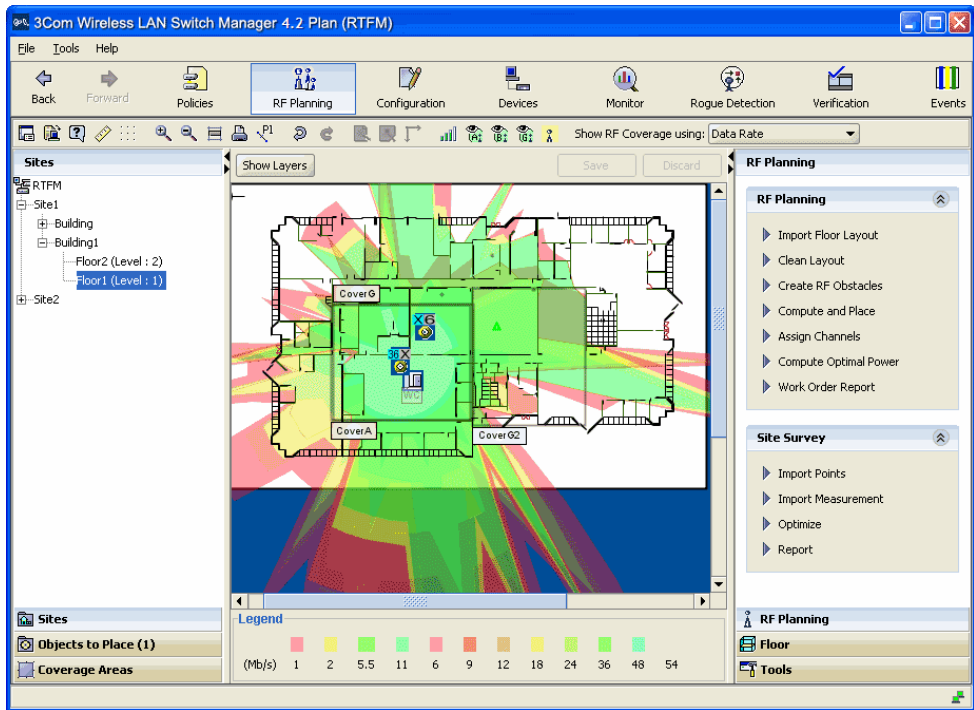 3Com Wireless LAN Switch Manager 4.2 Plan (RTFM)
File Tools Help
Back Forward Policies RF Planning Configuration Devices Monitor Rogue Detection Verification Events
Show RF Coverage using: Data Rate
Sites
RTFM
Site1
Building
Building1
Floor2 (Level : 2)
Floor1 (Level : 1)
Site2
Sites
Objects to Place (1)
Coverage Areas
Show Layers Save Discard
CoverG
X 6
36 X
WC
CoverA
CoverG2
Legend
(Mb/s) 1 2 5.5 11 6 9 12 18 24 36 48 54
RF Planning
RF Planning
Import Floor Layout
Clean Layout
Create RF Obstacles
Compute and Place
Assign Channels
Compute Optimal Power
Work Order Report
Site Survey
Import Points
Import Measurement
Optimize
Report
RF Planning
Floor
Tools